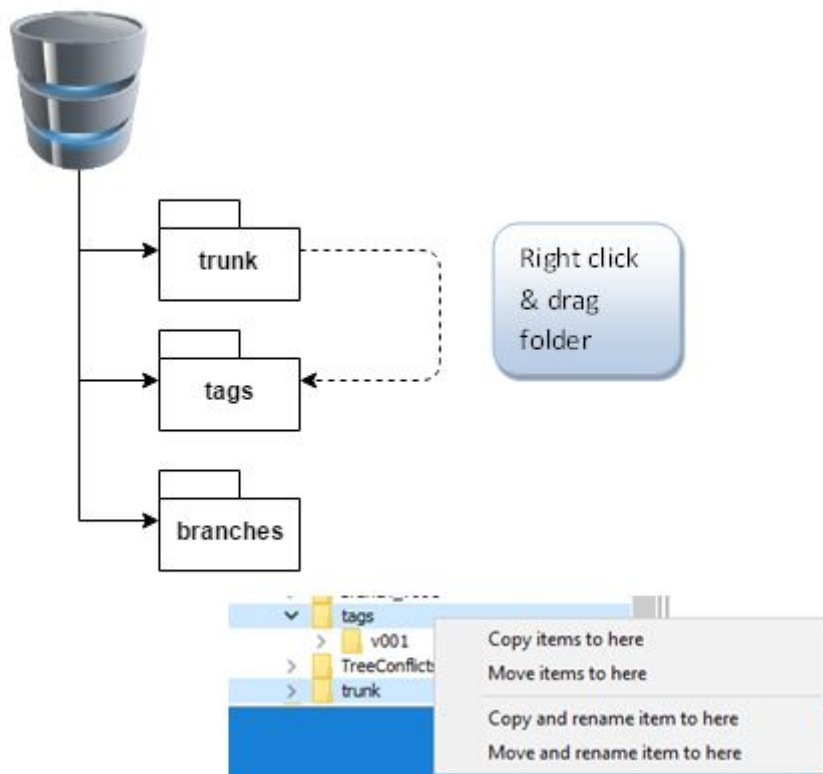 trunk
Right click
& drag
folder
tags
branches
tags
v001
TreeConflicts
trunk
Copy items to here
Move items to here
Copy and rename item to here
Move and rename item to here